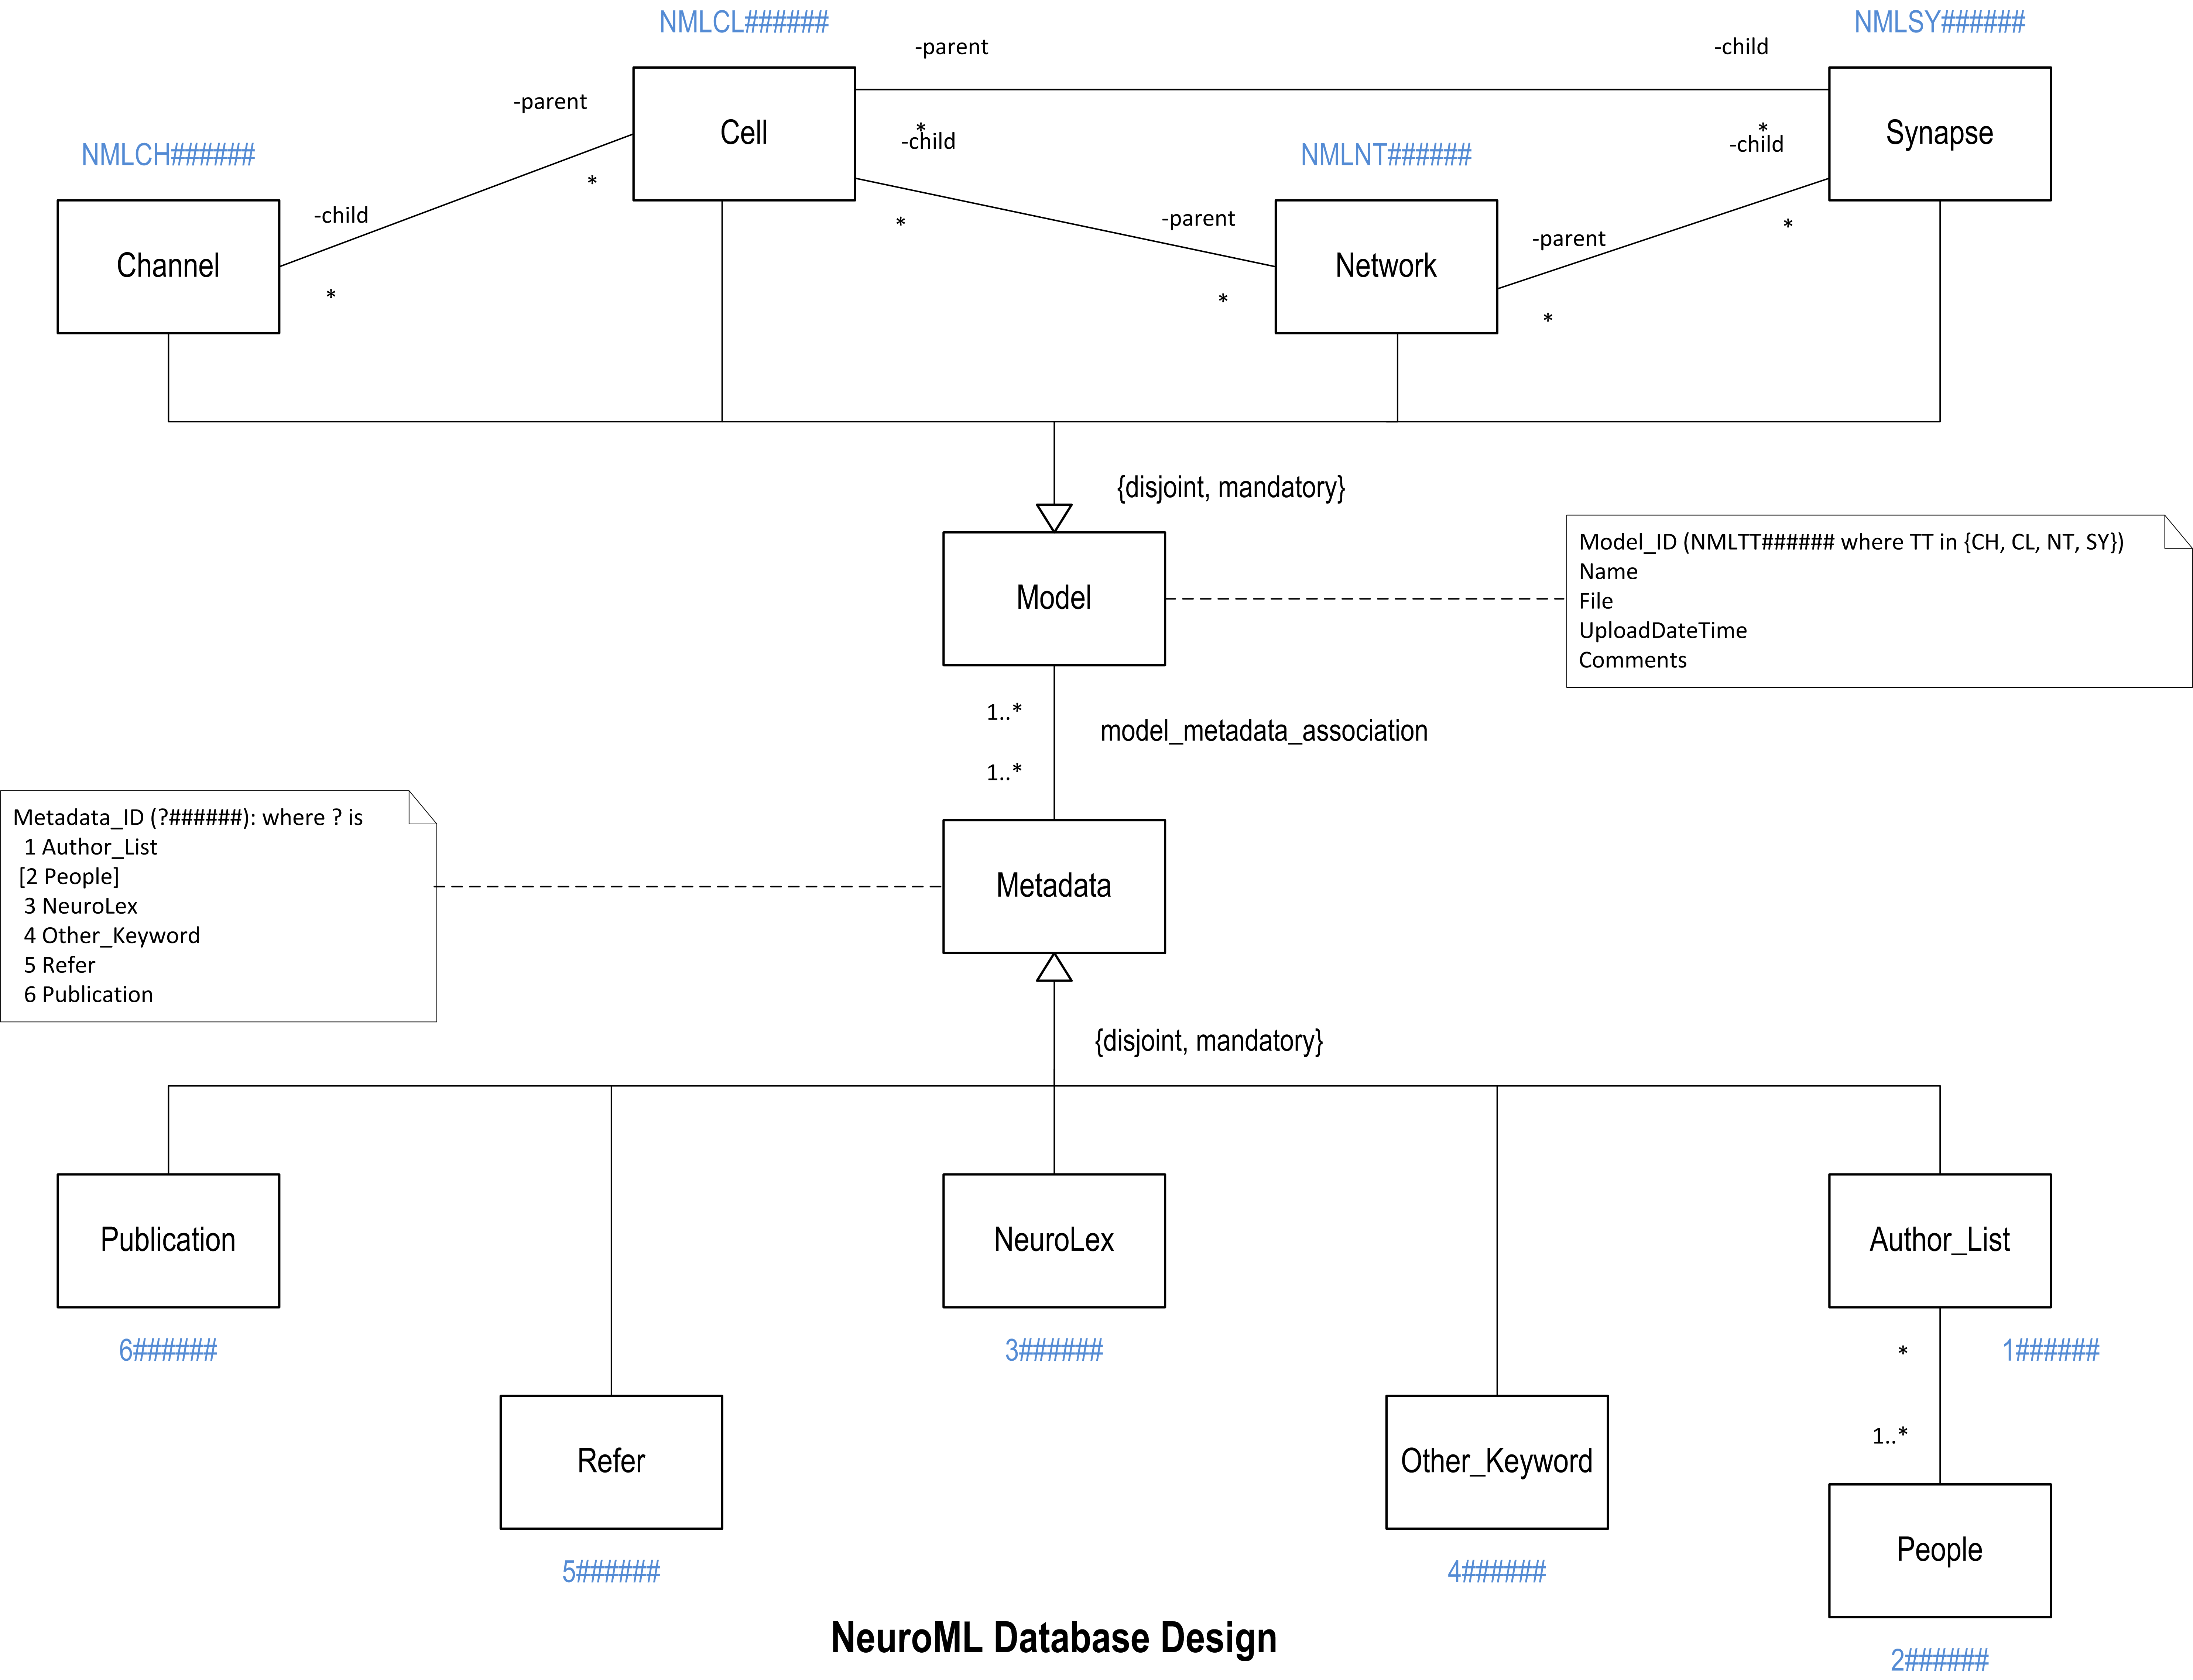 NMLCL######
NMLSY######
-parent
-child
-parent
Cell
*
-child
*
-child
Synapse
NMLCH######
NMLNT######
*
-child
Channel
*
*
-parent
Network
*
-parent
*
*
{disjoint, mandatory}
Model
Model_ID (NMLTT###### where TT in {CH, CL, NT, SY})
Name
File
UploadDateTime
Comments
1..*
model_metadata_association
1..*
Metadata_ID (?######): where ? is
1 Author_List
[2 People]
3 NeuroLex
4 Other_Keyword
5 Refer
6 Publication
Metadata
{disjoint, mandatory}
Publication
NeuroLex
Author_List
6######
3######
*
1######
1..*
Refer
Other_Keyword
People
5######
4######
NeuroML Database Design
2######